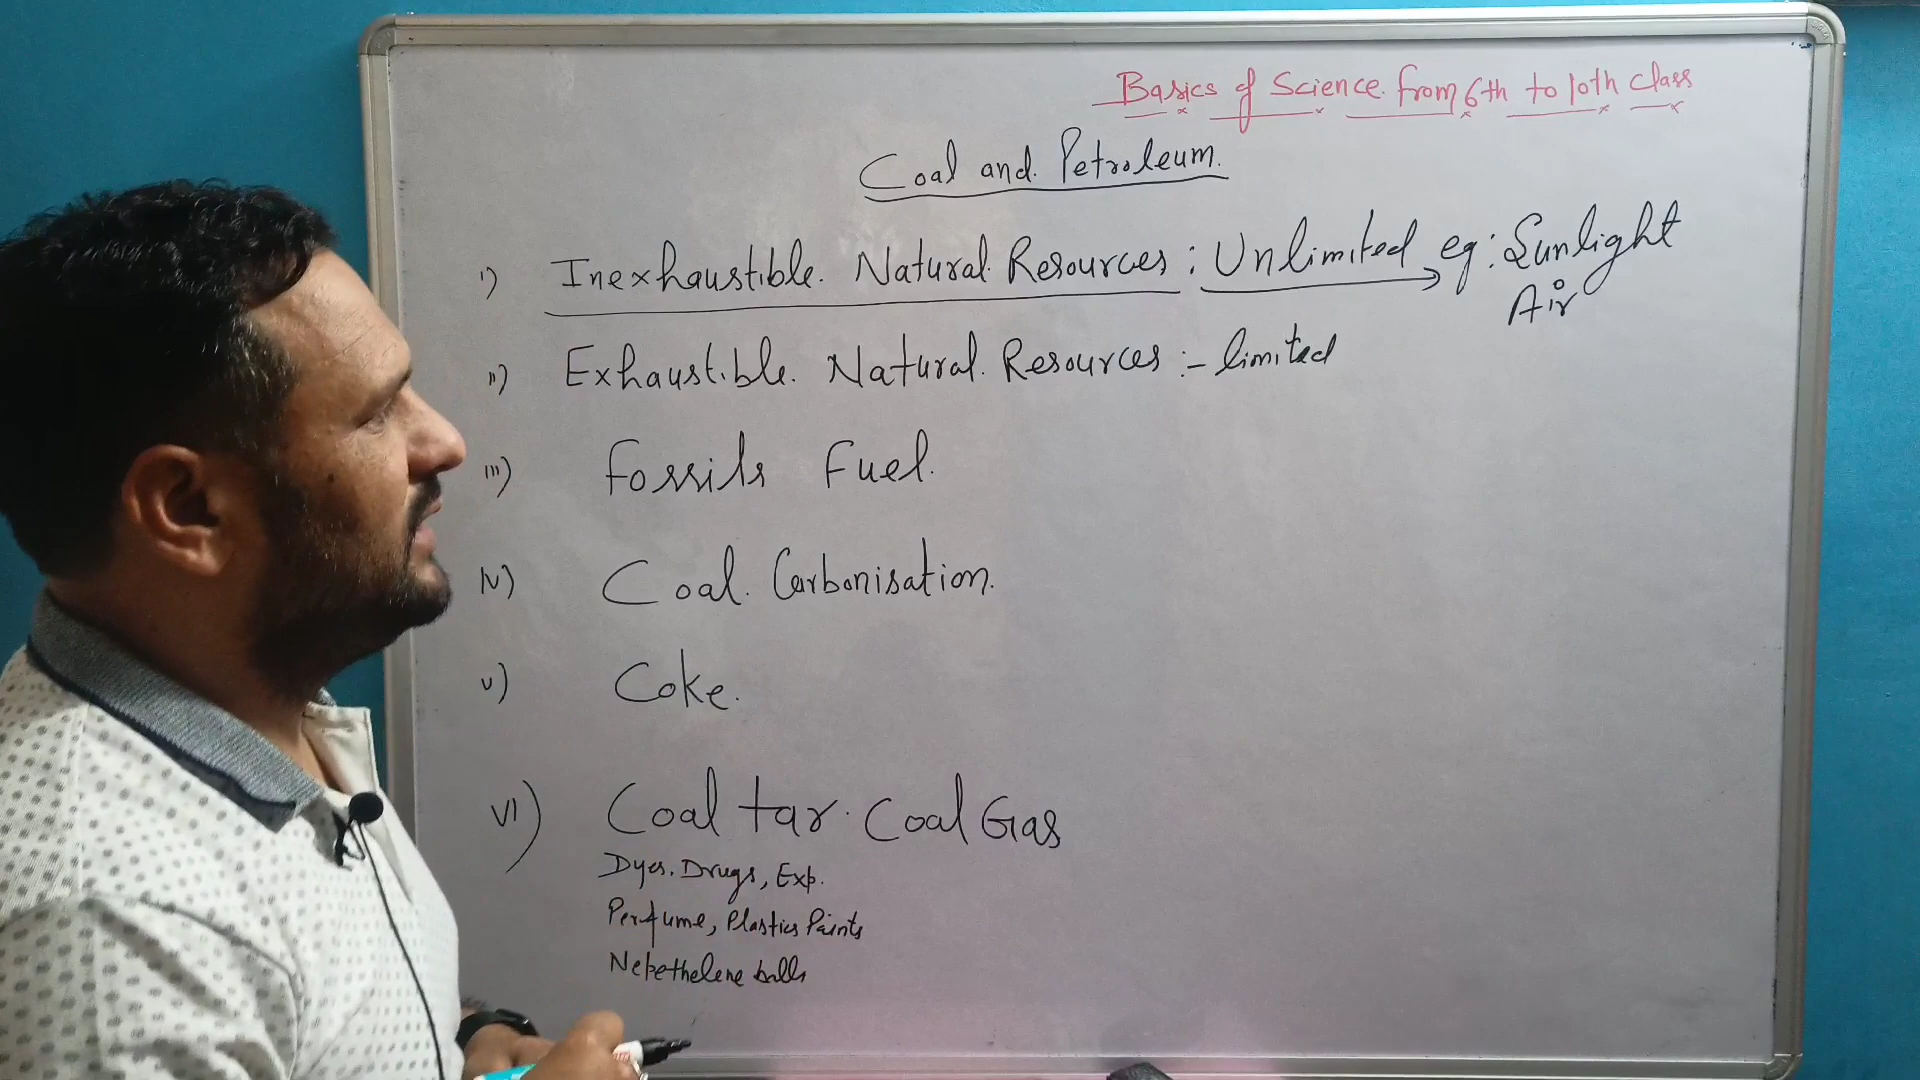 Basics of Science from 6th to 10th class
Coal and Petroleum.
i) Inexhaustible Natural Resources : Unlimited eg: Sunlight
Air
ii) Exhaustible Natural Resources :- limited
iii) Fossils Fuel.
iv) Coal Carbonisation.
v) Coke.
vi) Coal tar. Coal Gas
Dyes, Drugs, Exp.
Perfume, Plastics Paints
Nepethelene balls